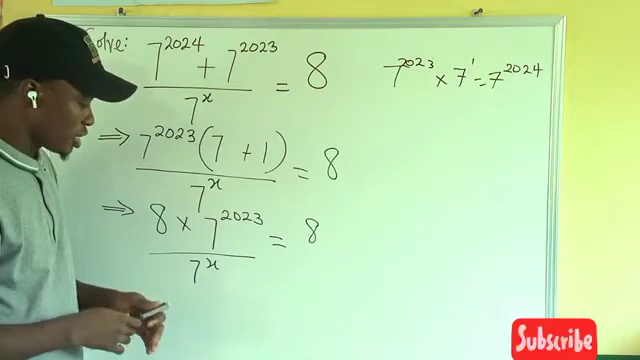 Solve:
7^2024 + 7^2023 / 7^x = 8
7^2023 × 7^1 = 7^2024
⇒ 7^2023 (7 + 1) / 7^x = 8
⇒ 8 × 7^2023 / 7^x = 8
Subscribe